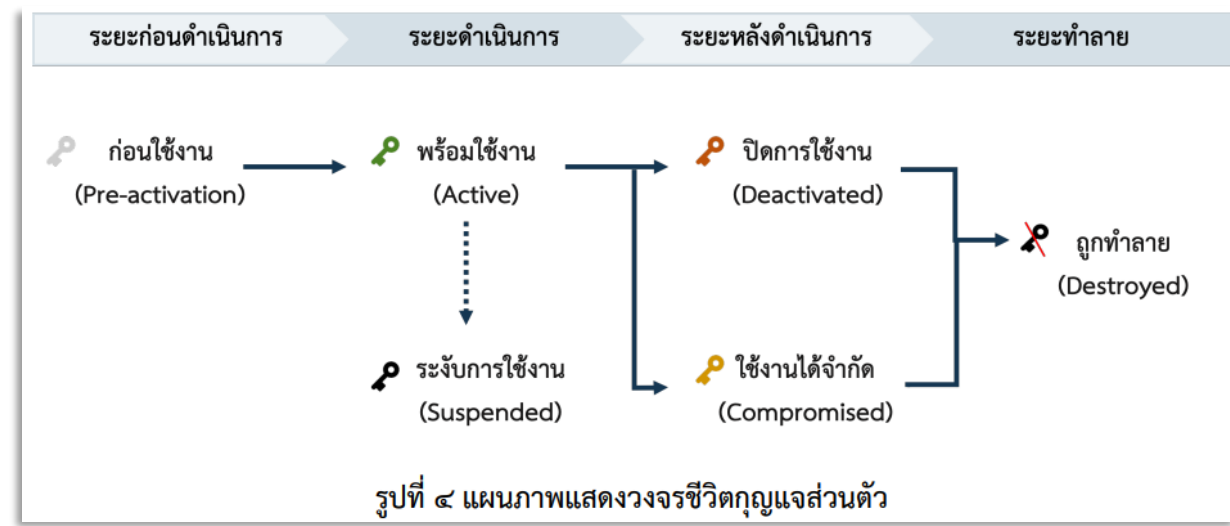 ระยะก่อนดำเนินการ
ระยะดำเนินการ
ระยะหลังดำเนินการ
ระยะทำลาย
ก่อนใช้งาน
(Pre-activation)
พร้อมใช้งาน
(Active)
ปิดการใช้งาน
(Deactivated)
ถูกทำลาย
(Destroyed)
ระงับการใช้งาน
(Suspended)
ใช้งานได้จำกัด
(Compromised)
รูปที่ ๔ แผนภาพแสดงวงจรชีวิตกุญแจส่วนตัว